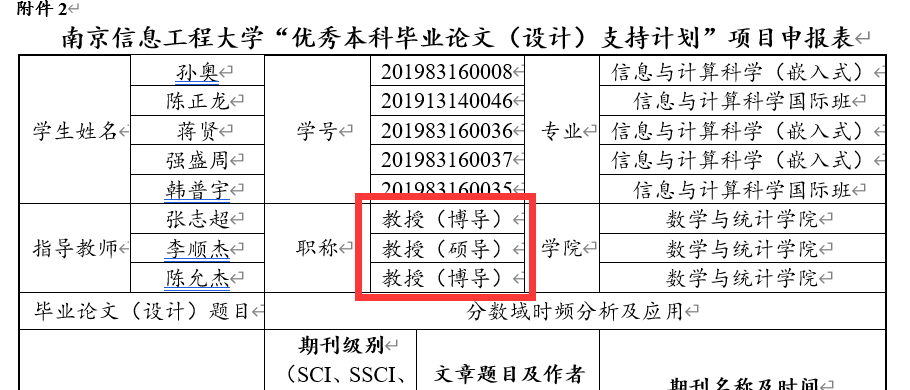 附件2
南京信息工程大学“优秀本科毕业论文（设计）支持计划”项目申报表
学生姓名 孙奥 学号 201983160008 专业 信息与计算科学（嵌入式）
陈正龙 201913140046 信息与计算科学国际班
蒋贤 201983160036 信息与计算科学（嵌入式）
强盛周 201983160037 信息与计算科学（嵌入式）
韩普宇 201983160035 信息与计算科学国际班
指导教师 张志超 职称 教授（博导） 学院 数学与统计学院
李顺杰 教授（硕导） 数学与统计学院
陈允杰 教授（博导） 数学与统计学院
毕业论文（设计）题目 分数域时频分析及应用
期刊级别
（SCI、SSCI、
文章题目及作者
期刊名称及时间